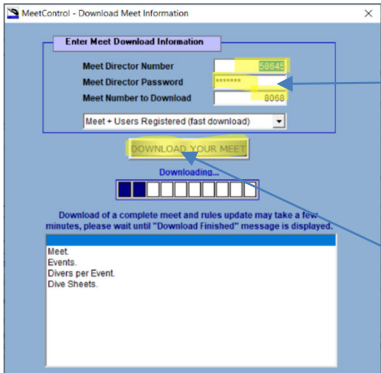 MeetControl - Download Meet Information
Enter Meet Download Information
Meet Director Number 58645
Meet Director Password *******
Meet Number to Download 8068
Meet + Users Registered (fast download)
DOWNLOAD YOUR MEET
Downloading...
Download of a complete meet and rules update may take a few
minutes, please wait until "Download Finished" message is displayed.
Meet.
Events.
Divers per Event.
Dive Sheets.